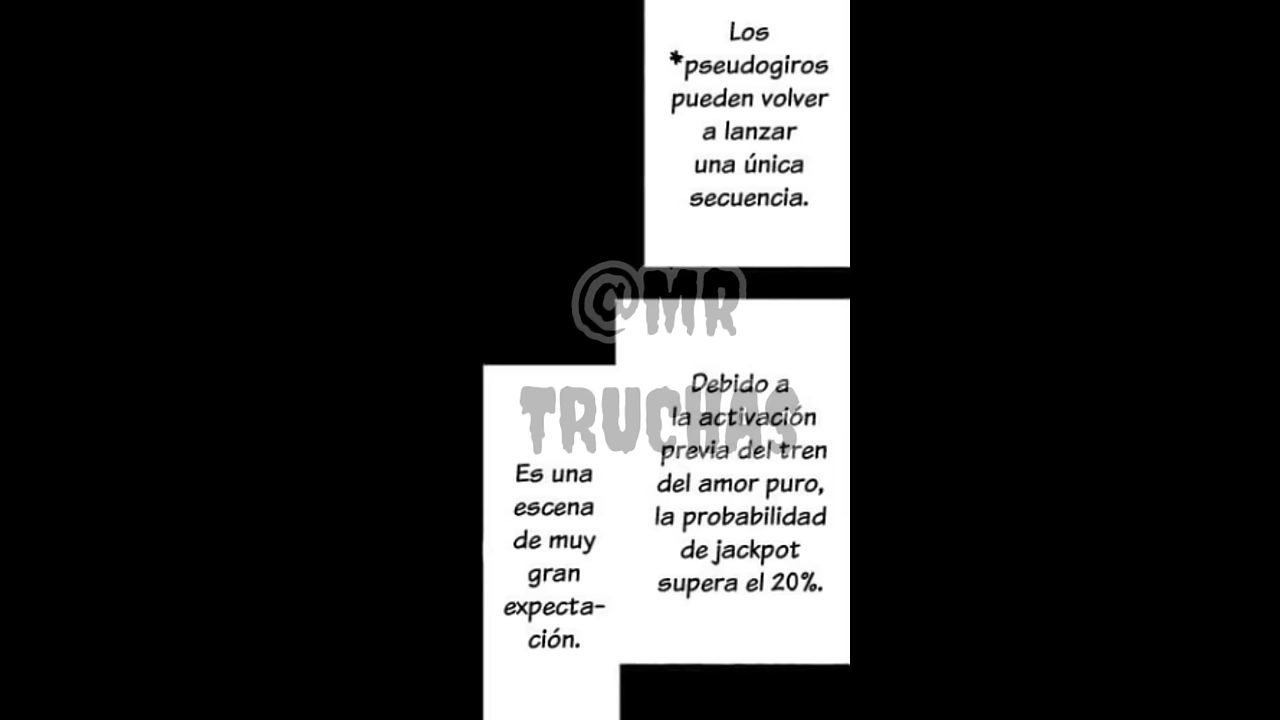 Los
*pseudogiros
pueden volver
a lanzar
una única
secuencia.
@MR
TRUCHAS
Debido a
la activación
previa del tren
del amor puro,
la probabilidad
de jackpot
supera el 20%.
Es una
escena
de muy
gran
expecta-
ción.